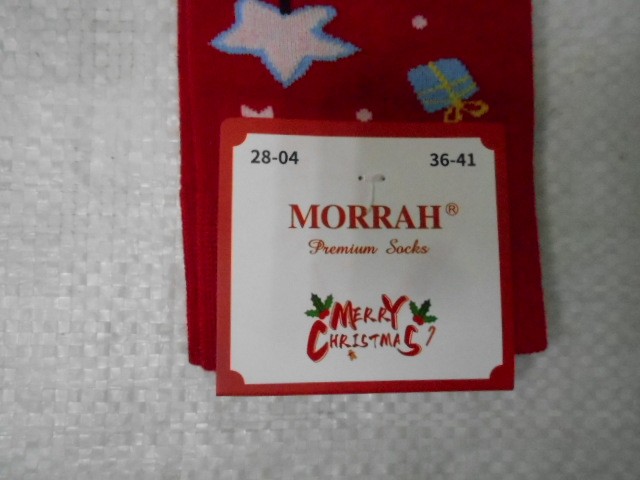 28-04 36-41
MORRAH®
Premium Socks
MERRY
CHRISTMAS